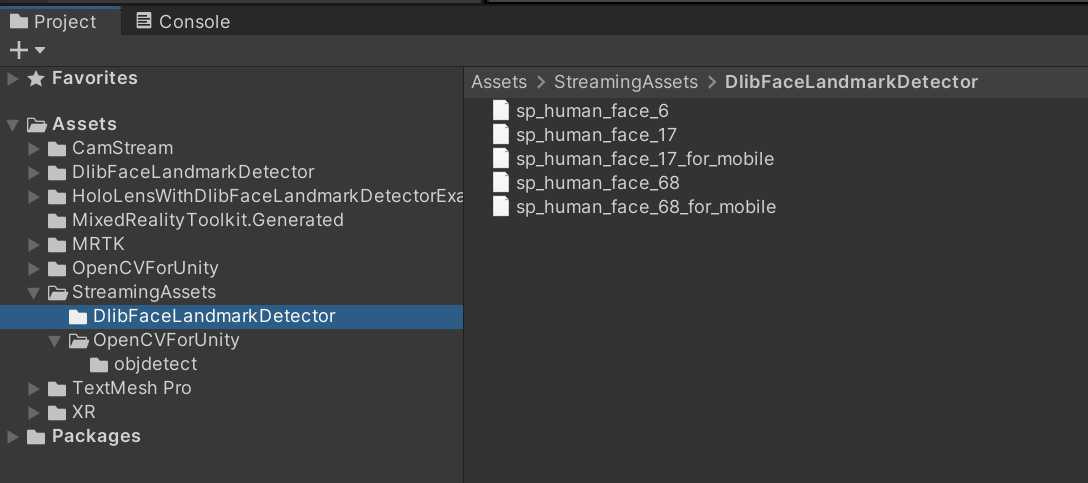 Project
Console
Favorites
Assets
CamStream
DlibFaceLandmarkDetector
HoloLensWithDlibFaceLandmarkDetectorExa
MixedRealityToolkit.Generated
MRTK
OpenCVForUnity
StreamingAssets
DlibFaceLandmarkDetector
OpenCVForUnity
objdetect
TextMesh Pro
XR
Packages
Assets > StreamingAssets > DlibFaceLandmarkDetector
sp_human_face_6
sp_human_face_17
sp_human_face_17_for_mobile
sp_human_face_68
sp_human_face_68_for_mobile